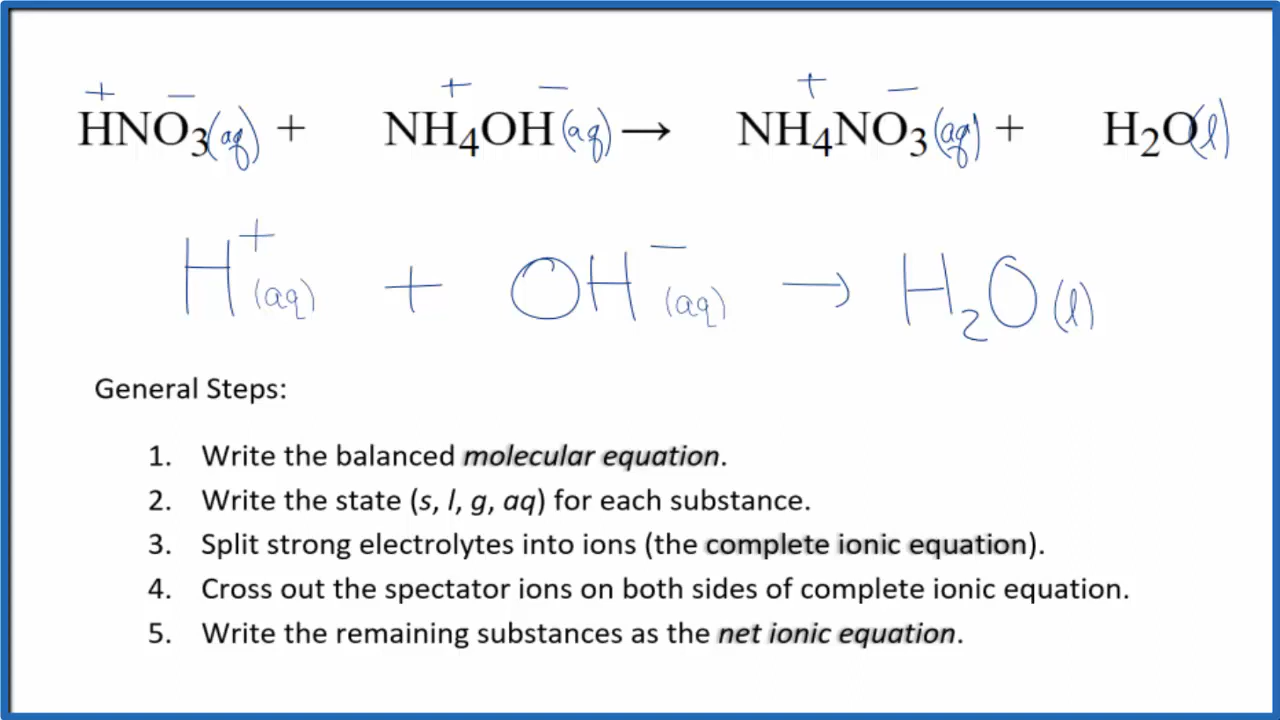 + − + − + −
HNO₃(aq) + NH₄OH(aq) → NH₄NO₃(aq) + H₂O(l)
H⁺(aq) + OH⁻(aq) → H₂O(l)
General Steps:
1. Write the balanced molecular equation.
2. Write the state (s, l, g, aq) for each substance.
3. Split strong electrolytes into ions (the complete ionic equation).
4. Cross out the spectator ions on both sides of complete ionic equation.
5. Write the remaining substances as the net ionic equation.